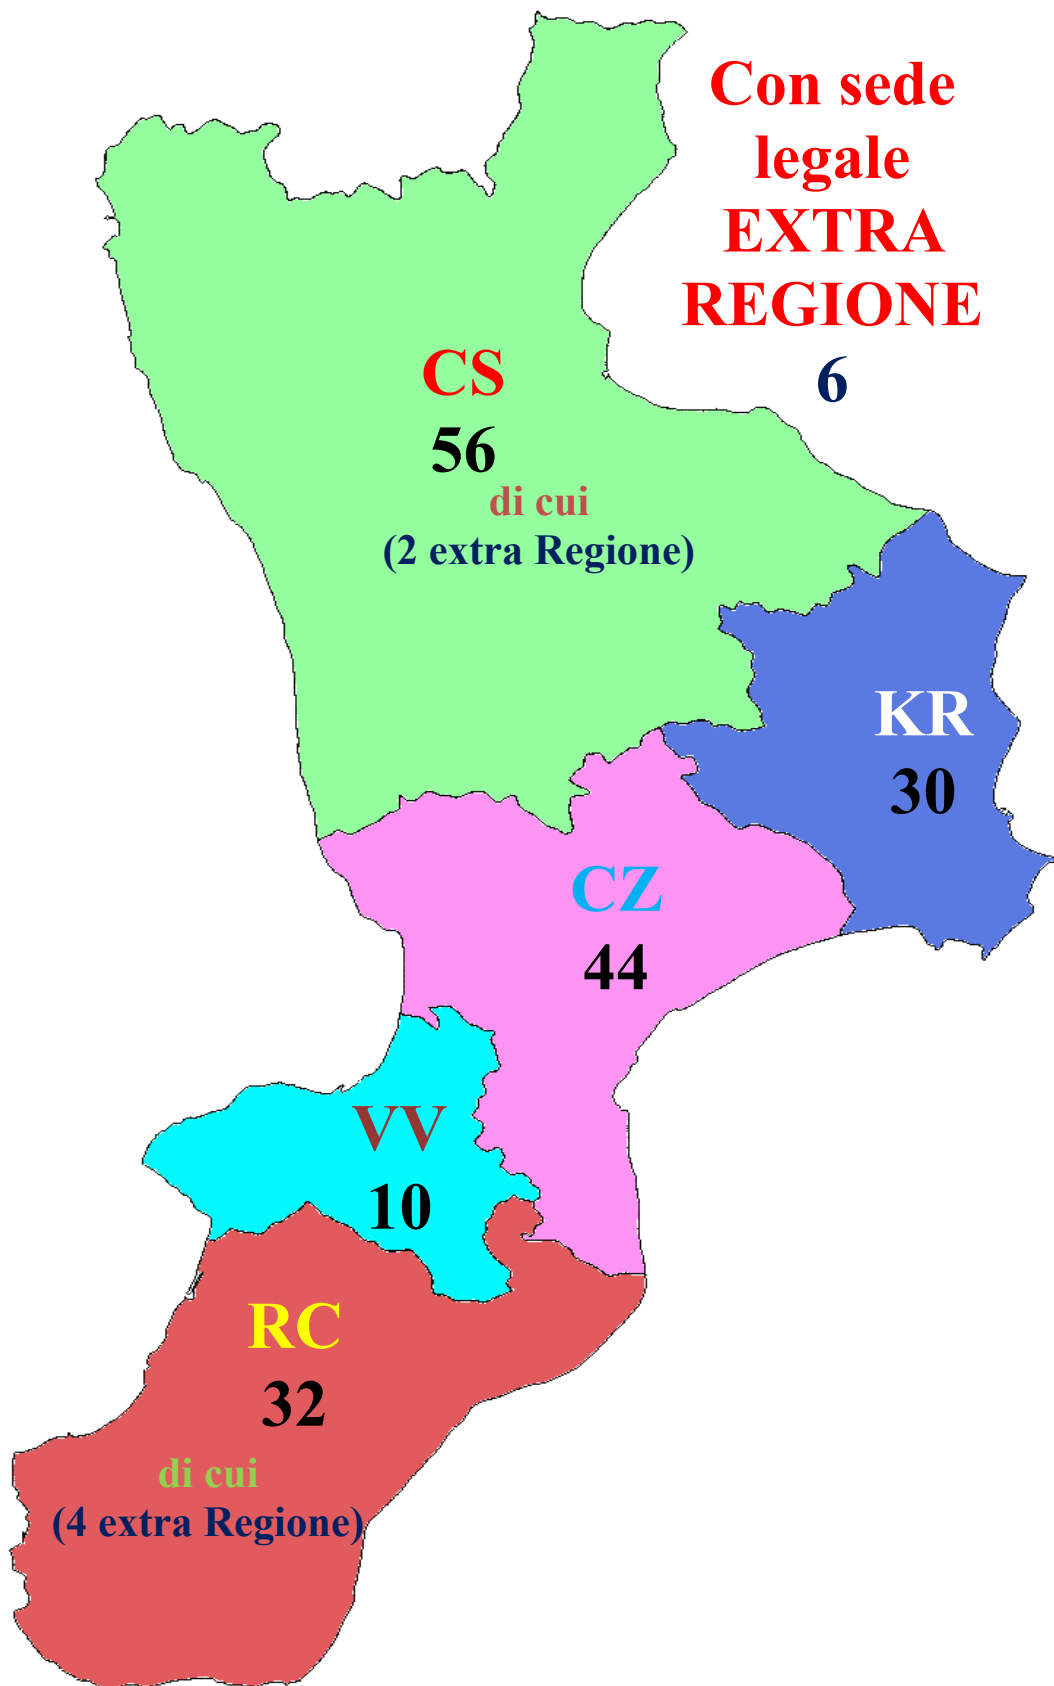 Con sede
legale
EXTRA
REGIONE
6
CS
56
di cui
(2 extra Regione)
KR
30
CZ
44
VV
10
RC
32
di cui
(4 extra Regione)